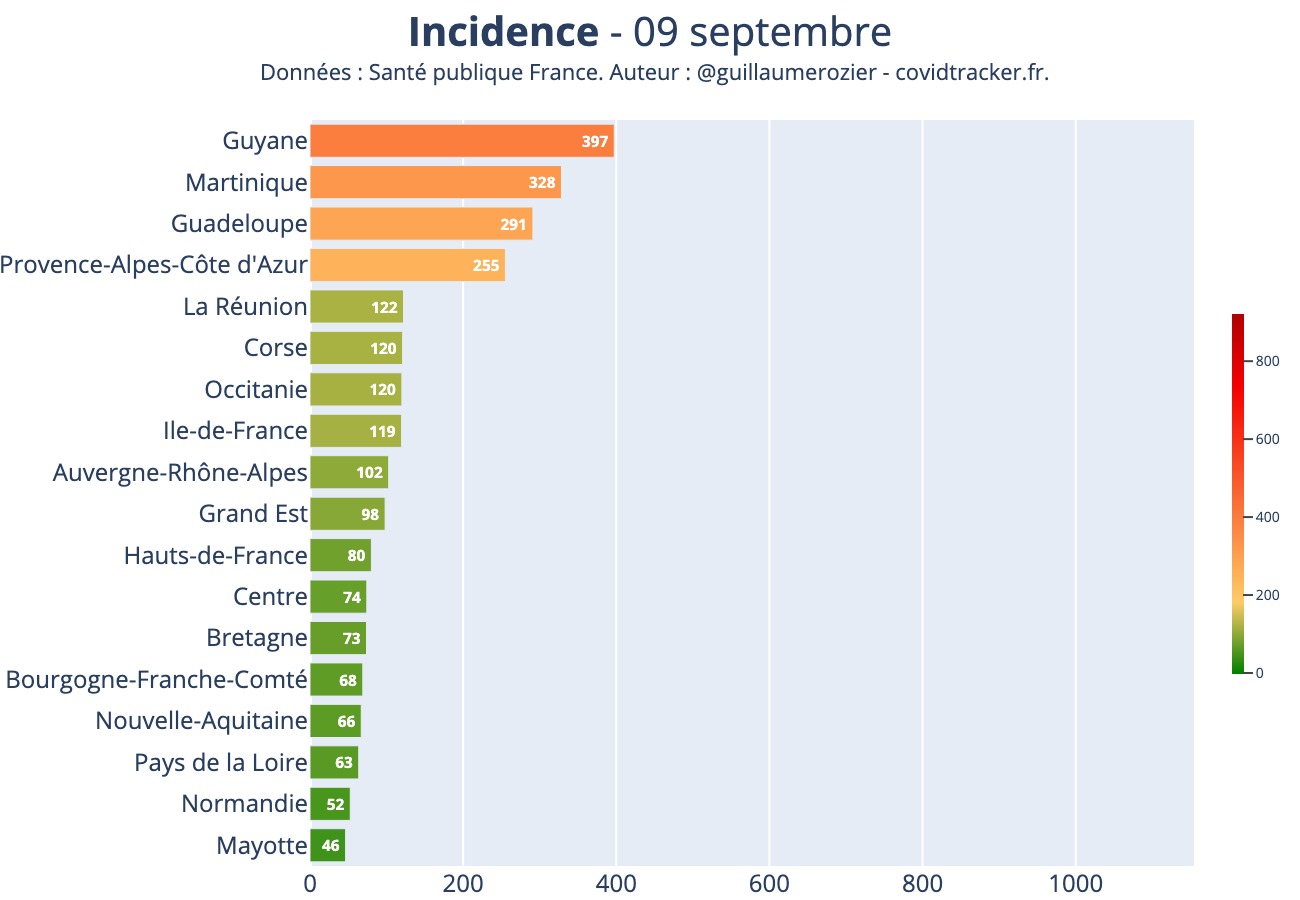 Incidence - 09 septembre
Données : Santé publique France. Auteur : @guillaumerozier - covidtracker.fr.
Guyane 397
Martinique 328
Guadeloupe 291
Provence-Alpes-Côte d'Azur 255
La Réunion 122
Corse 120
Occitanie 120
Ile-de-France 119
Auvergne-Rhône-Alpes 102
Grand Est 98
Hauts-de-France 80
Centre 74
Bretagne 73
Bourgogne-Franche-Comté 68
Nouvelle-Aquitaine 66
Pays de la Loire 63
Normandie 52
Mayotte 46
0 200 400 600 800 1000
800
600
400
200
0